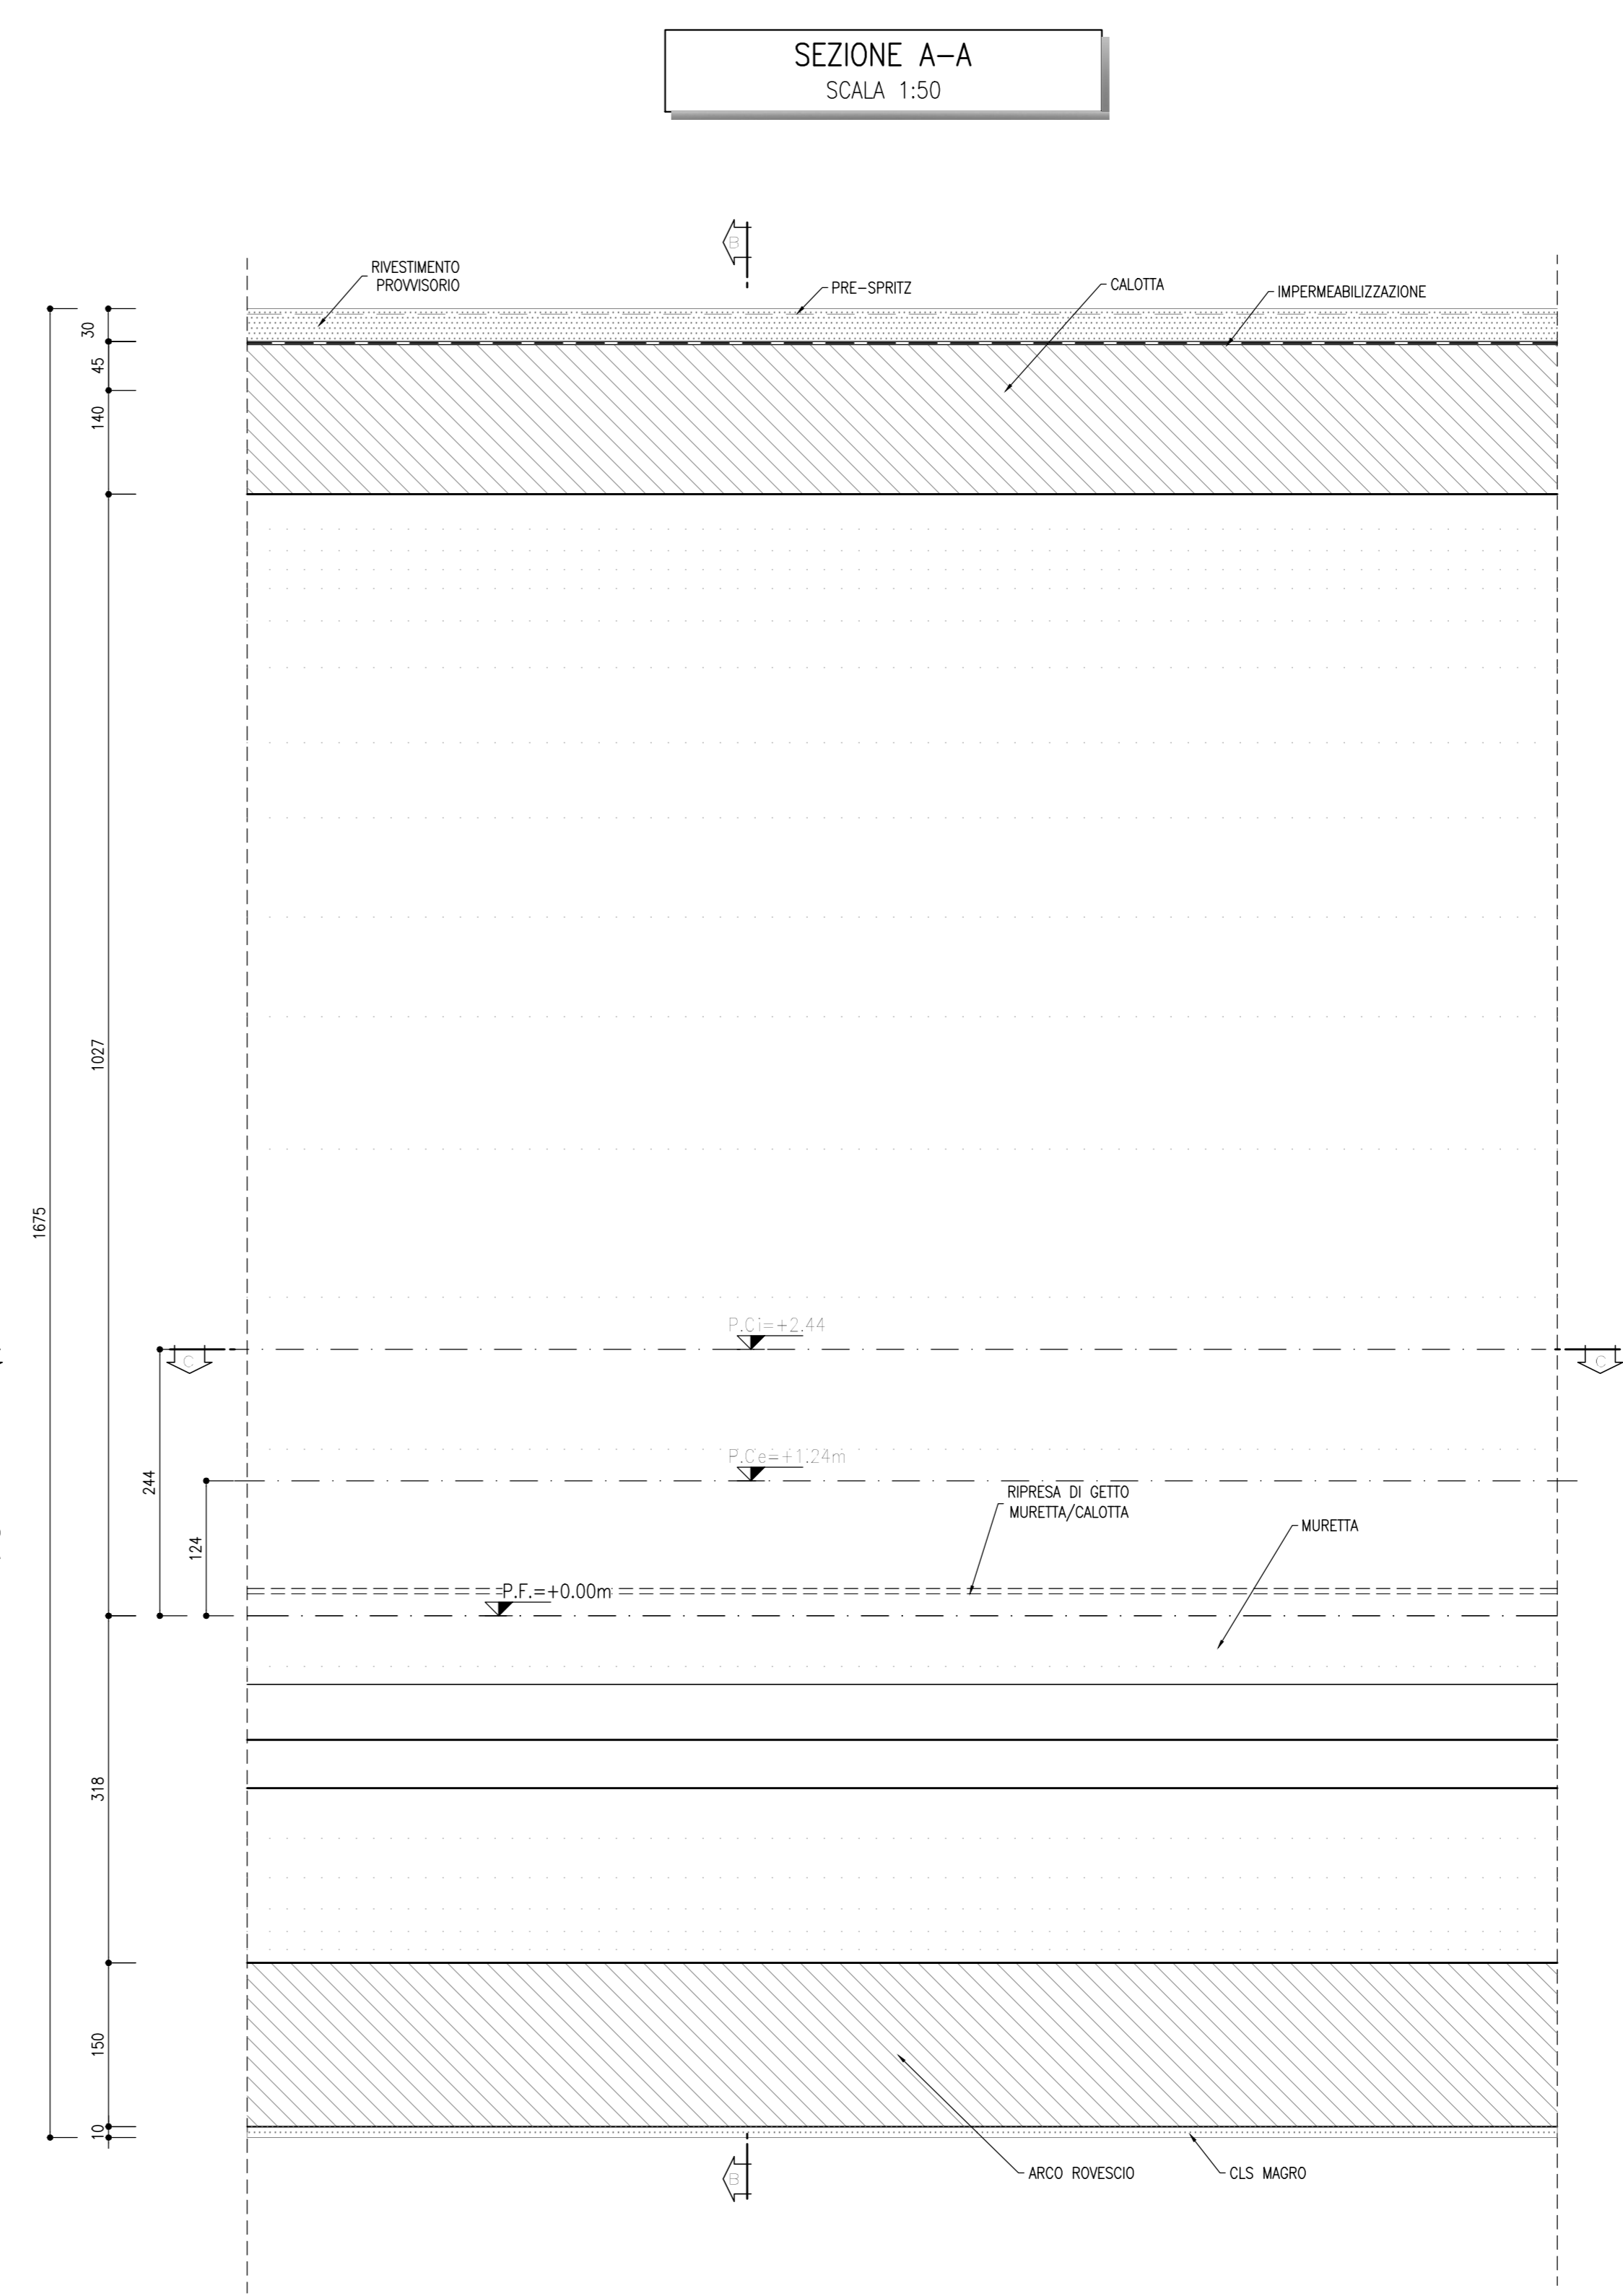 SEZIONE A-A
SCALA 1:50
B
RIVESTIMENTO
PROVVISORIO
PRE-SPRITZ
CALOTTA
IMPERMEABILIZZAZIONE
30
45
140
1027
1675
P.Ci=+2.44
C
C
P.Ce=+1.24m
244
RIPRESA DI GETTO
MURETTA/CALOTTA
MURETTA
124
P.F.=+0.00m
318
150
10
B
ARCO ROVESCIO
CLS MAGRO